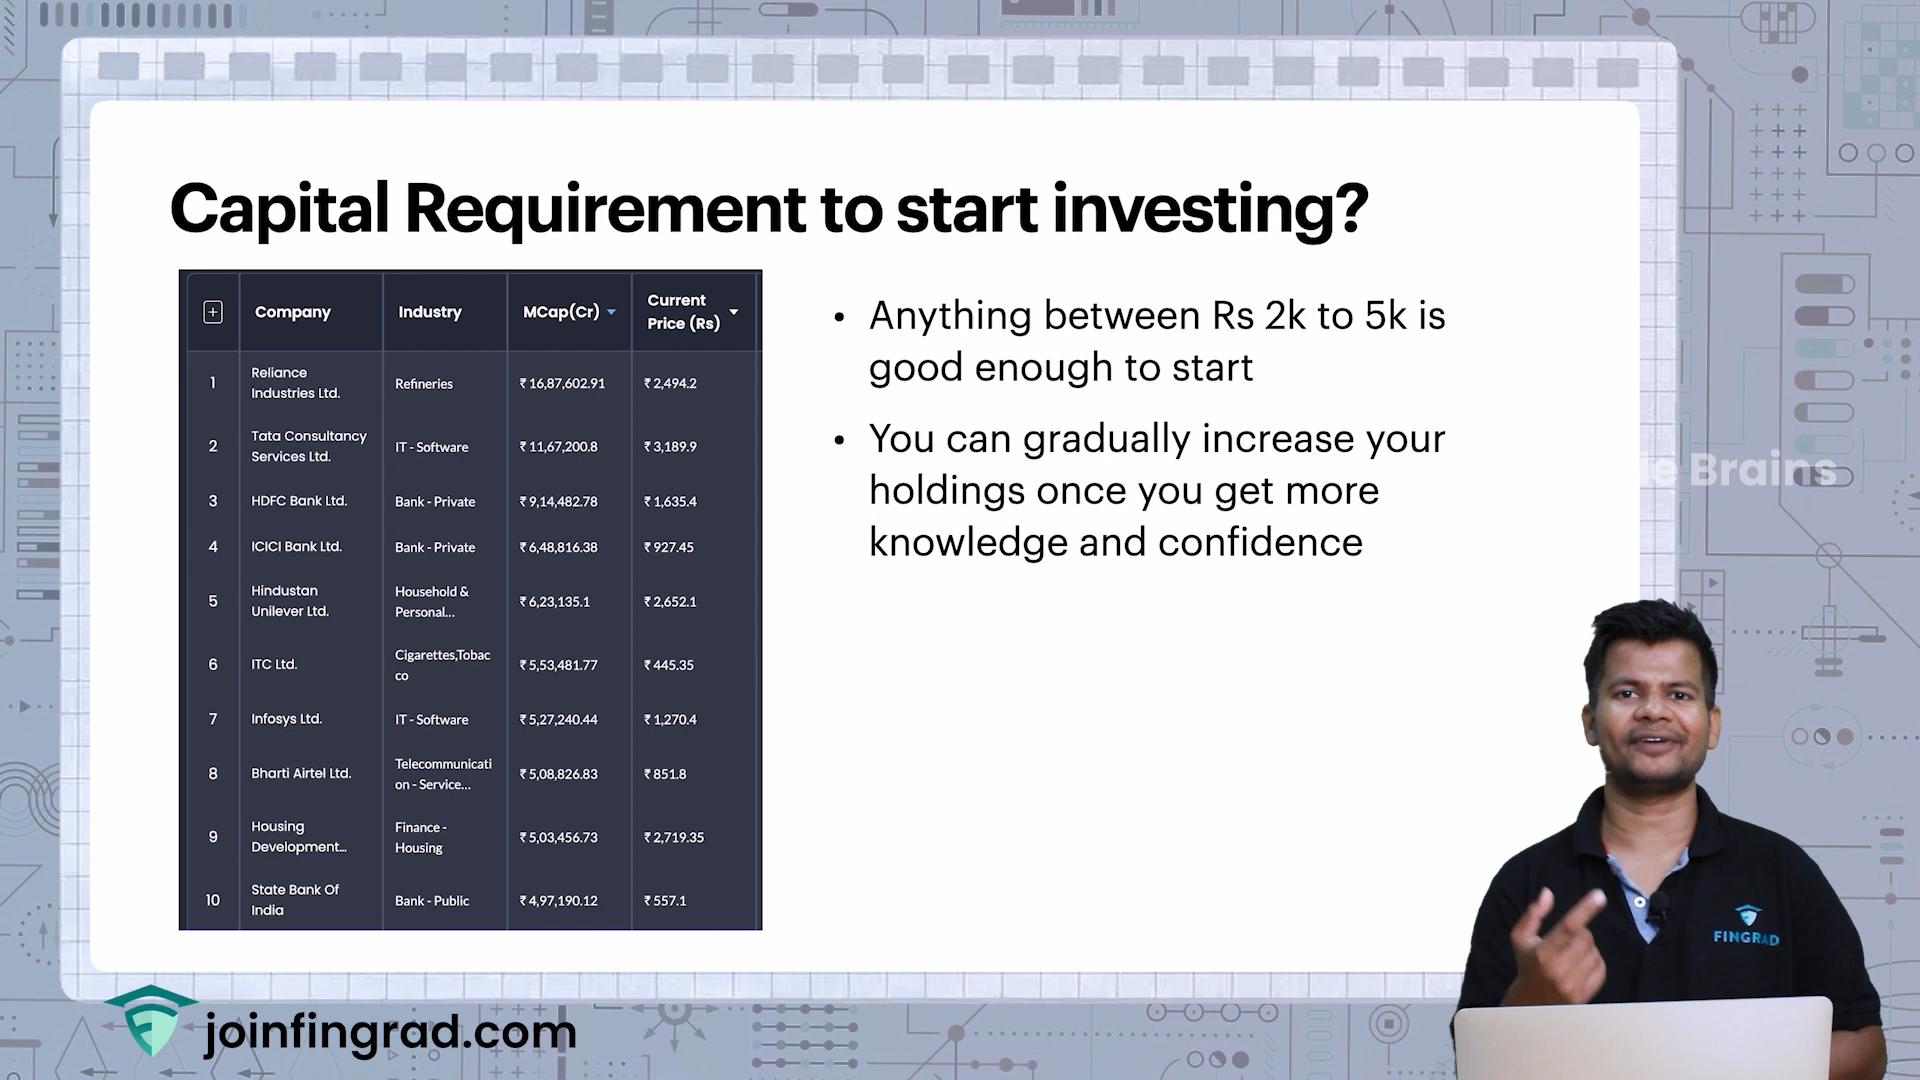 Capital Requirement to start investing?
Company Industry MCap(Cr) Current Price (Rs)
1 Reliance Industries Ltd. Refineries ₹ 16,87,602.91 ₹ 2,494.2
2 Tata Consultancy Services Ltd. IT - Software ₹ 11,67,200.8 ₹ 3,189.9
3 HDFC Bank Ltd. Bank - Private ₹ 9,14,482.78 ₹ 1,635.4
4 ICICI Bank Ltd. Bank - Private ₹ 6,48,816.38 ₹ 927.45
5 Hindustan Unilever Ltd. Household & Personal... ₹ 6,23,135.1 ₹ 2,652.1
6 ITC Ltd. Cigarettes,Tobacco ₹ 5,53,481.77 ₹ 445.35
7 Infosys Ltd. IT - Software ₹ 5,27,240.44 ₹ 1,270.4
8 Bharti Airtel Ltd. Telecommunication - Service... ₹ 5,08,826.83 ₹ 851.8
9 Housing Development... Finance - Housing ₹ 5,03,456.73 ₹ 2,719.35
10 State Bank Of India Bank - Public ₹ 4,97,190.12 ₹ 557.1
• Anything between Rs 2k to 5k is
good enough to start
• You can gradually increase your
holdings once you get more
knowledge and confidence
Brains
FINGRAD
joinfingrad.com